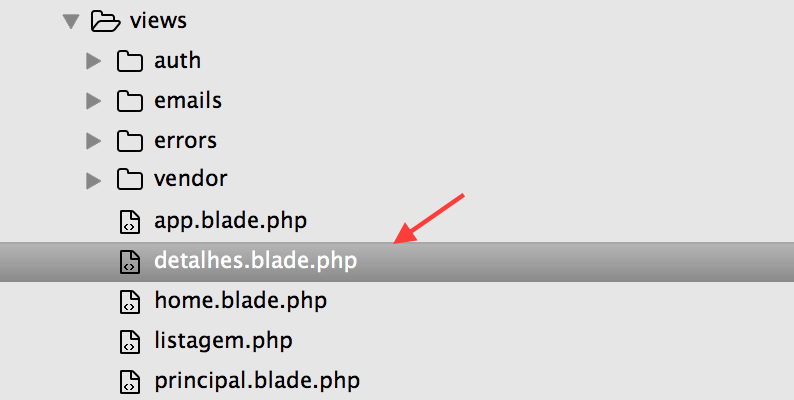 views
auth
emails
errors
vendor
app.blade.php
detalhes.blade.php
home.blade.php
listagem.php
principal.blade.php